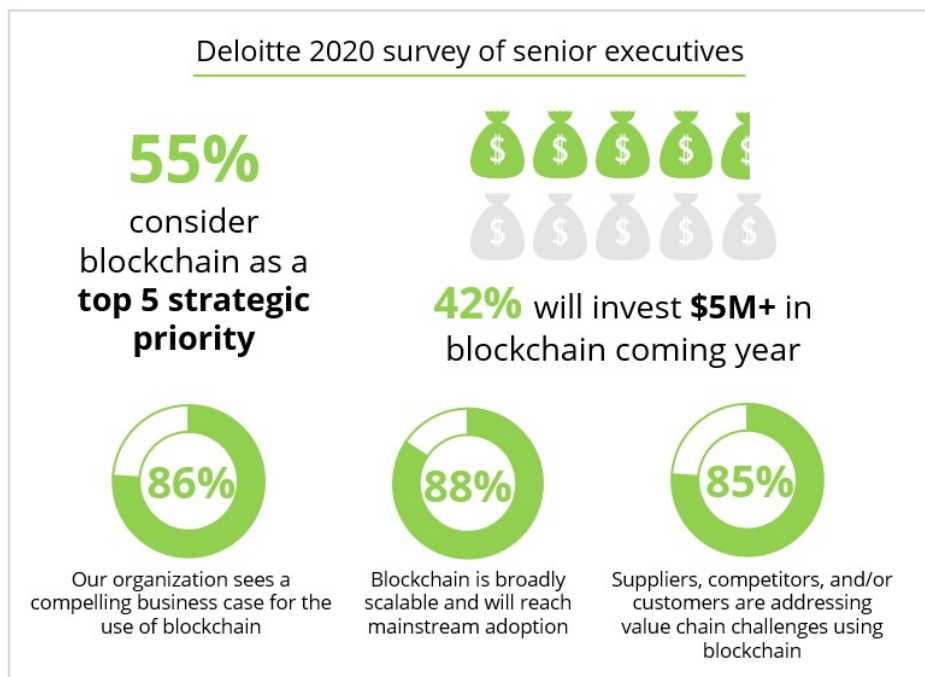 Deloitte 2020 survey of senior executives
55%
consider
blockchain as a
top 5 strategic
priority
$ $ $ $ $
$ $ $ $ $
42% will invest $5M+ in
blockchain coming year
86%
Our organization sees a
compelling business case for the
use of blockchain
88%
Blockchain is broadly
scalable and will reach
mainstream adoption
85%
Suppliers, competitors, and/or
customers are addressing
value chain challenges using
blockchain